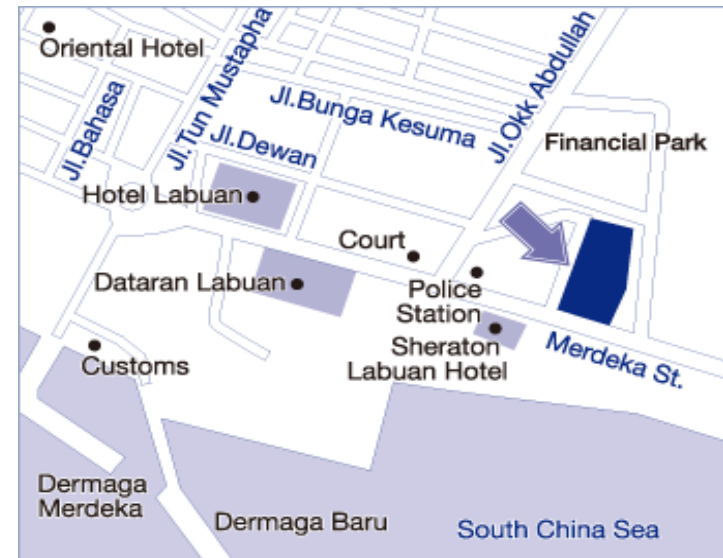 Oriental Hotel
Jl.Bahasa
Jl.Tun Mustapha
Jl.Bunga Kesuma
Jl.Okk Abdullah
Jl.Dewan
Financial Park
Hotel Labuan
Court
Dataran Labuan
Police
Station
Sheraton
Labuan Hotel
Merdeka St.
Customs
Dermaga
Merdeka
Dermaga Baru
South China Sea